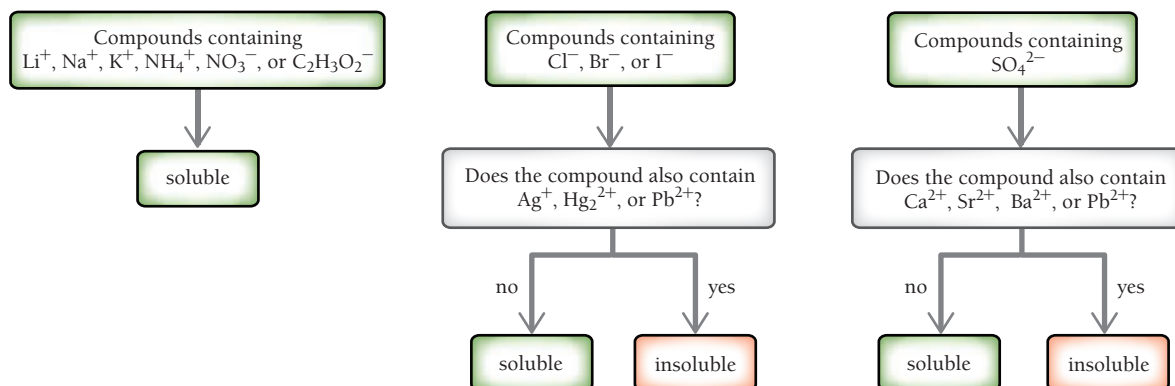 Compounds containing
Li⁺, Na⁺, K⁺, NH₄⁺, NO₃⁻, or C₂H₃O₂⁻
soluble
Compounds containing
Cl⁻, Br⁻, or I⁻
Does the compound also contain
Ag⁺, Hg₂²⁺, or Pb²⁺?
no
yes
soluble
insoluble
Compounds containing
SO₄²⁻
Does the compound also contain
Ca²⁺, Sr²⁺, Ba²⁺, or Pb²⁺?
no
yes
soluble
insoluble